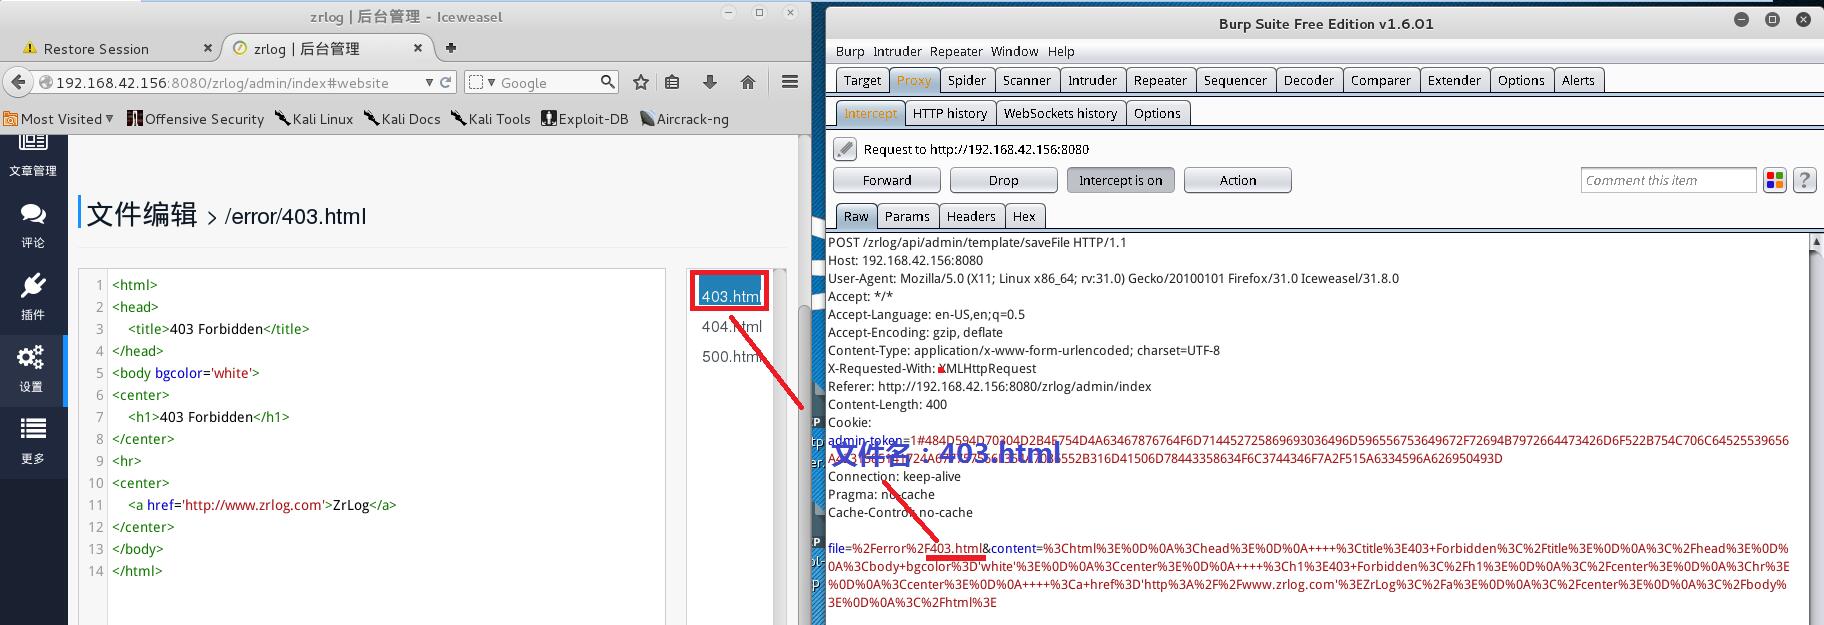 zrlog | 后台管理 - Iceweasel
Restore Session
zrlog | 后台管理
192.168.42.156:8080/zrlog/admin/index#website
Google
Most Visited
Offensive Security
Kali Linux
Kali Docs
Kali Tools
Exploit-DB
Aircrack-ng
文章管理
评论
插件
设置
更多
文件编辑 > /error/403.html
1 <html>
2 <head>
3 <title>403 Forbidden</title>
4 </head>
5 <body bgcolor='white'>
6 <center>
7 <h1>403 Forbidden</h1>
8 </center>
9 <hr>
10 <center>
11 <a href='http://www.zrlog.com'>ZrLog</a>
12 </center>
13 </body>
14 </html>
403.html
404.html
500.html
Burp Suite Free Edition v1.6.01
Burp Intruder Repeater Window Help
Target Proxy Spider Scanner Intruder Repeater Sequencer Decoder Comparer Extender Options Alerts
Intercept HTTP history WebSockets history Options
Request to http://192.168.42.156:8080
Forward Drop Intercept is on Action
Comment this item
?
Raw Params Headers Hex
POST /zrlog/api/admin/template/saveFile HTTP/1.1
Host: 192.168.42.156:8080
User-Agent: Mozilla/5.0 (X11; Linux x86_64; rv:31.0) Gecko/20100101 Firefox/31.0 Iceweasel/31.8.0
Accept: */*
Accept-Language: en-US,en;q=0.5
Accept-Encoding: gzip, deflate
Content-Type: application/x-www-form-urlencoded; charset=UTF-8
X-Requested-With: XMLHttpRequest
Referer: http://192.168.42.156:8080/zrlog/admin/index
Content-Length: 400
Cookie:
文件名：403.html
Connection: keep-alive
Pragma: no-cache
Cache-Control: no-cache
file=%2Ferror%2F403.html&content=%3Chtml%3E%0D%0A%3Chead%3E%0D%0A++++%3Ctitle%3E403+Forbidden%3C%2Ftitle%3E%0D%0A%3C%2Fhead%3E%0D%
0A%3Cbody+bgcolor%3D'white'%3E%0D%0A%3Ccenter%3E%0D%0A++++%3Ch1%3E403+Forbidden%3C%2Fh1%3E%0D%0A%3C%2Fcenter%3E%0D%0A%3Chr%3E
%0D%0A%3Ccenter%3E%0D%0A++++%3Ca+href%3D'http%3A%2F%2Fwww.zrlog.com'%3EZrLog%3C%2Fa%3E%0D%0A%3C%2Fcenter%3E%0D%0A%3C%2Fbody%
3E%0D%0A%3C%2Fhtml%3E